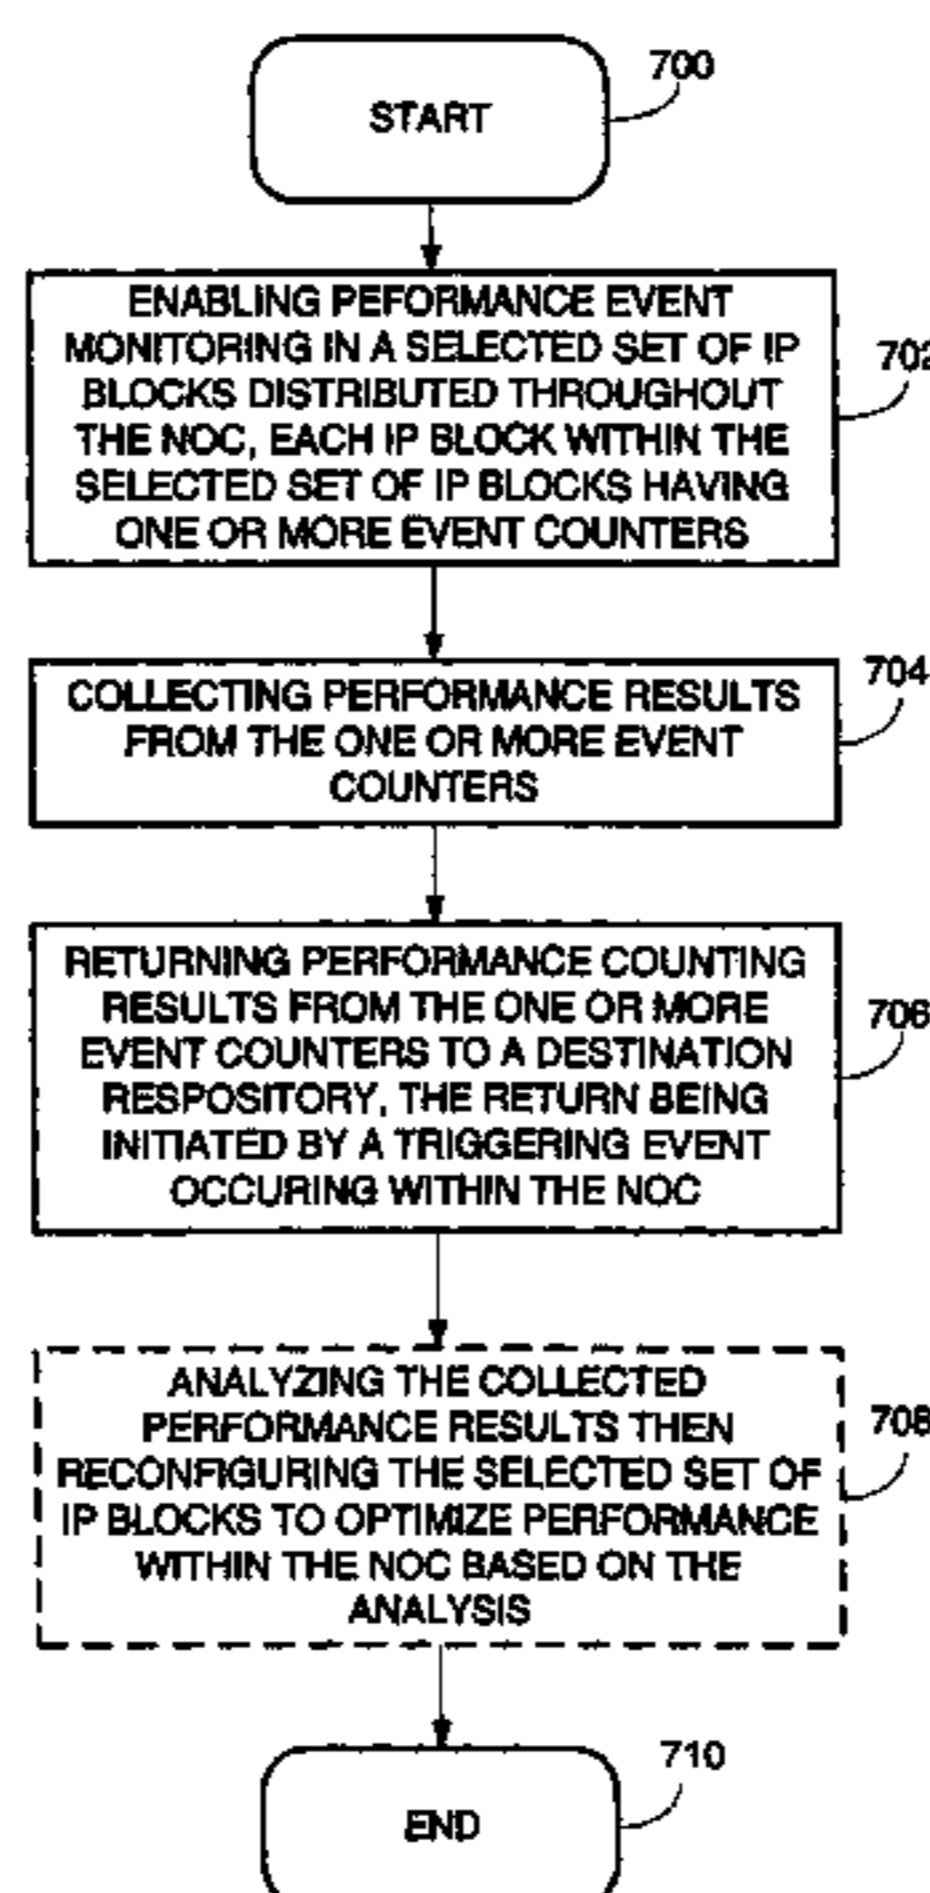 700
START
ENABLING PEFORMANCE EVENT
MONITORING IN A SELECTED SET OF IP
BLOCKS DISTRIBUTED THROUGHOUT
THE NOC, EACH IP BLOCK WITHIN THE
SELECTED SET OF IP BLOCKS HAVING
ONE OR MORE EVENT COUNTERS
702
COLLECTING PERFORMANCE RESULTS
FROM THE ONE OR MORE EVENT
COUNTERS
704
RETURNING PERFORMANCE COUNTING
RESULTS FROM THE ONE OR MORE
EVENT COUNTERS TO A DESTINATION
RESPOSITORY, THE RETURN BEING
INITIATED BY A TRIGGERING EVENT
OCCURING WITHIN THE NOC
706
ANALYZING THE COLLECTED
PERFORMANCE RESULTS THEN
RECONFIGURING THE SELECTED SET OF
IP BLOCKS TO OPTIMIZE PERFORMANCE
WITHIN THE NOC BASED ON THE
ANALYSIS
708
710
END